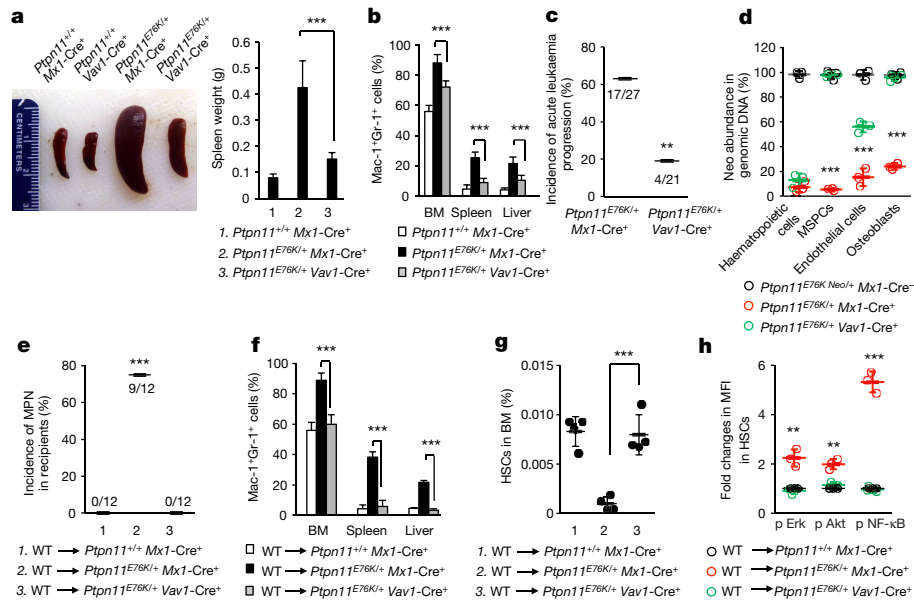 a
Ptpn11+/+ Mx1-Cre+
Ptpn11+/+ Vav1-Cre+
Ptpn11E76K/+ Mx1-Cre+
Ptpn11E76K/+ Vav1-Cre+
CENTIMETERS
1
2
3
Spleen weight (g)
0.6
0.4
0.2
0.1
0
***
1 2 3
1. Ptpn11+/+ Mx1-Cre+
2. Ptpn11E76K/+ Mx1-Cre+
3. Ptpn11E76K/+ Vav1-Cre+
b
Mac-1+Gr-1+ cells (%)
100
80
60
40
20
0
***
***
***
BM Spleen Liver
Ptpn11+/+ Mx1-Cre+
Ptpn11E76K/+ Mx1-Cre+
Ptpn11E76K/+ Vav1-Cre+
c
Incidence of acute leukaemia
progression (%)
80
60
40
20
0
17/27
**
4/21
Ptpn11E76K/+
Mx1-Cre+
Ptpn11E76K/+
Vav1-Cre+
d
Neo abundance in
genomic DNA (%)
120
100
80
60
40
20
0
***
***
***
Haematopoietic
cells
MSPCs
Endothelial cells
Osteoblasts
Ptpn11E76K Neo/+ Mx1-Cre−
Ptpn11E76K/+ Mx1-Cre+
Ptpn11E76K/+ Vav1-Cre+
e
Incidence of MPN
in recipients (%)
80
60
40
20
0
***
9/12
0/12
0/12
1 2 3
1. WT → Ptpn11+/+ Mx1-Cre+
2. WT → Ptpn11E76K/+ Mx1-Cre+
3. WT → Ptpn11E76K/+ Vav1-Cre+
f
Mac-1+Gr-1+ cells (%)
100
80
60
40
20
0
***
***
***
BM Spleen Liver
WT → Ptpn11+/+ Mx1-Cre+
WT → Ptpn11E76K/+ Mx1-Cre+
WT → Ptpn11E76K/+ Vav1-Cre+
g
HSCs in BM (%)
0.015
0.010
0.005
0
***
1 2 3
1. WT → Ptpn11+/+ Mx1-Cre+
2. WT → Ptpn11E76K/+ Mx1-Cre+
3. WT → Ptpn11E76K/+ Vav1-Cre+
h
Fold changes in MFI
in HSCs
6
4
2
0
**
**
***
p Erk p Akt p NF-κB
WT → Ptpn11+/+ Mx1-Cre+
WT → Ptpn11E76K/+ Mx1-Cre+
WT → Ptpn11E76K/+ Vav1-Cre+